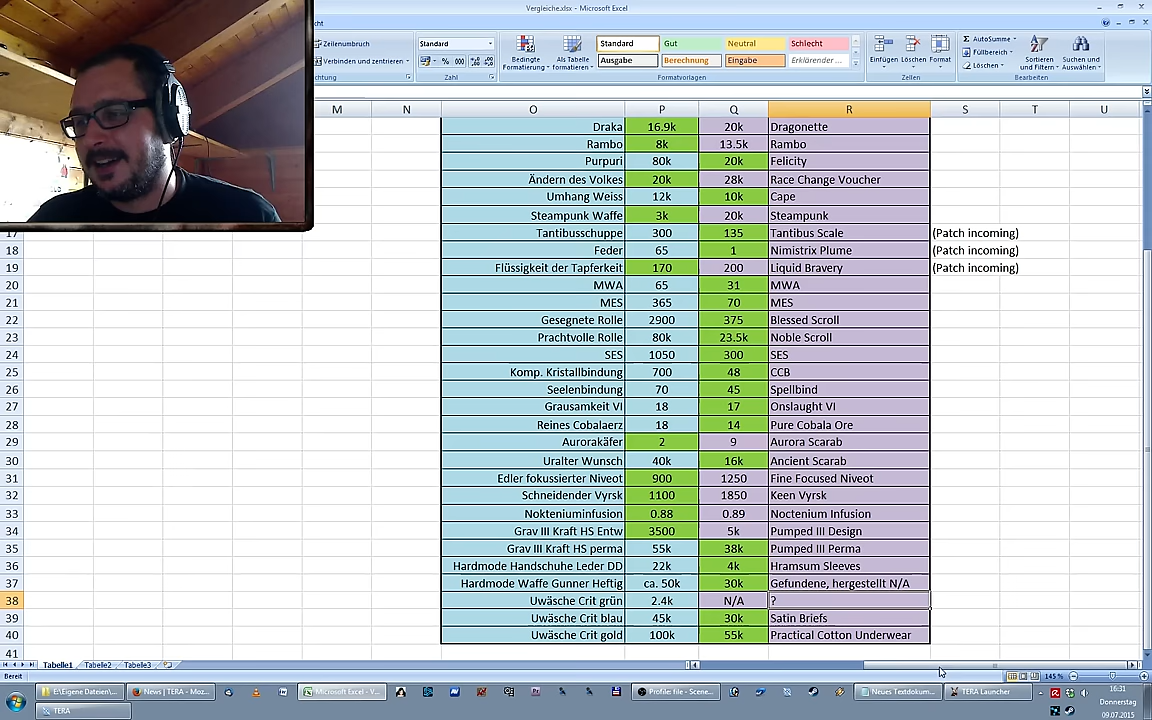 Vergleiche.xlsx - Microsoft Excel
Zeilenumbruch
Verbinden und zentrieren
Standard
% 000
Zahl
Bedingte Formatierung
Als Tabelle formatieren
Standard Gut Neutral Schlecht
Ausgabe Berechnung Eingabe Erklärender ...
Formatvorlagen
Einfügen Löschen Format
Zellen
AutoSumme
Füllbereich
Löschen
Sortieren und Filtern
Suchen und Auswählen
Bearbeiten
M N O P Q R S T U
Draka 16.9k 20k Dragonette
Rambo 8k 13.5k Rambo
Purpuri 80k 20k Felicity
Ändern des Volkes 20k 28k Race Change Voucher
Umhang Weiss 12k 10k Cape
Steampunk Waffe 3k 20k Steampunk
17 Tantibusschuppe 300 135 Tantibus Scale (Patch incoming)
18 Feder 65 1 Nimistrix Plume (Patch incoming)
19 Flüssigkeit der Tapferkeit 170 200 Liquid Bravery (Patch incoming)
20 MWA 65 31 MWA
21 MES 365 70 MES
22 Gesegnete Rolle 2900 375 Blessed Scroll
23 Prachtvolle Rolle 80k 23.5k Noble Scroll
24 SES 1050 300 SES
25 Komp. Kristallbindung 700 48 CCB
26 Seelenbindung 70 45 Spellbind
27 Grausamkeit VI 18 17 Onslaught VI
28 Reines Cobalaerz 18 14 Pure Cobala Ore
29 Aurorakäfer 2 9 Aurora Scarab
30 Uralter Wunsch 40k 16k Ancient Scarab
31 Edler fokussierter Niveot 900 1250 Fine Focused Niveot
32 Schneidender Vyrsk 1100 1850 Keen Vyrsk
33 Nokteniuminfusion 0.88 0.89 Noctenium Infusion
34 Grav III Kraft HS Entw 3500 5k Pumped III Design
35 Grav III Kraft HS perma 55k 38k Pumped III Perma
36 Hardmode Handschuhe Leder DD 22k 4k Hramsum Sleeves
37 Hardmode Waffe Gunner Heftig ca. 50k 30k Gefundene, hergestellt N/A
38 Uwäsche Crit grün 2.4k N/A ?
39 Uwäsche Crit blau 45k 30k Satin Briefs
40 Uwäsche Crit gold 100k 55k Practical Cotton Underwear
41
Tabelle1 Tabelle2 Tabelle3
Bereit
145 %
E:\Eigene Dateien\... News | TERA - Moz... Microsoft Excel - V... Profile: file - Scene... Neues Textdokum... TERA Launcher
16:31
Donnerstag
TERA
09.07.2015